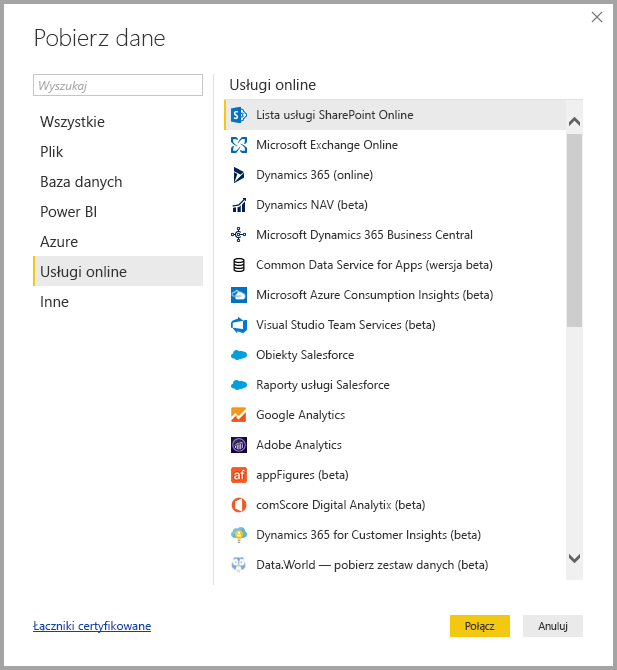 Pobierz dane
Wyszukaj
Wszystkie
Plik
Baza danych
Power BI
Azure
Usługi online
Inne
Usługi online
Lista usługi SharePoint Online
Microsoft Exchange Online
Dynamics 365 (online)
Dynamics NAV (beta)
Microsoft Dynamics 365 Business Central
Common Data Service for Apps (wersja beta)
Microsoft Azure Consumption Insights (beta)
Visual Studio Team Services (beta)
Obiekty Salesforce
Raporty usługi Salesforce
Google Analytics
Adobe Analytics
appFigures (beta)
comScore Digital Analytix (beta)
Dynamics 365 for Customer Insights (beta)
Data.World — pobierz zestaw danych (beta)
Łączniki certyfikowane
Połącz
Anuluj